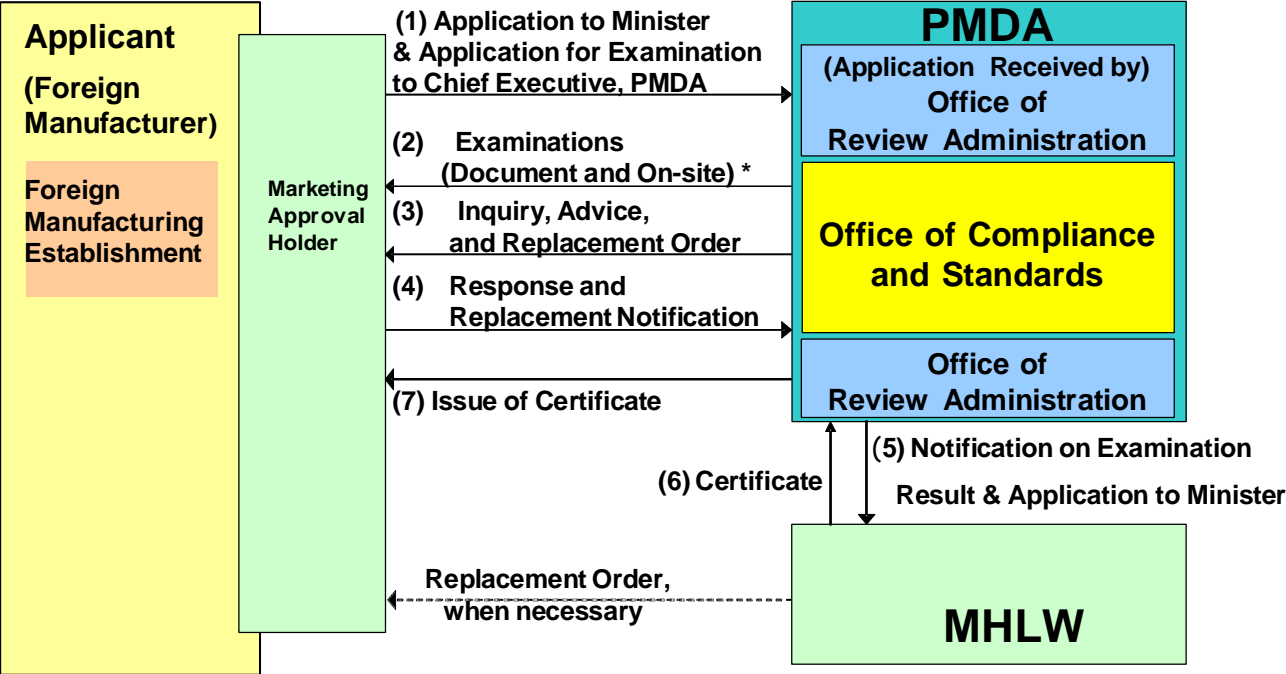 Applicant
(Foreign
Manufacturer)
Foreign
Manufacturing
Establishment
Marketing
Approval
Holder
(1) Application to Minister
& Application for Examination
to Chief Executive, PMDA
(2) Examinations
(Document and On-site) *
(3) Inquiry, Advice,
and Replacement Order
(4) Response and
Replacement Notification
(7) Issue of Certificate
PMDA
(Application Received by)
Office of
Review Administration
Office of Compliance
and Standards
Office of
Review Administration
(5) Notification on Examination
Result & Application to Minister
(6) Certificate
Replacement Order,
when necessary
MHLW